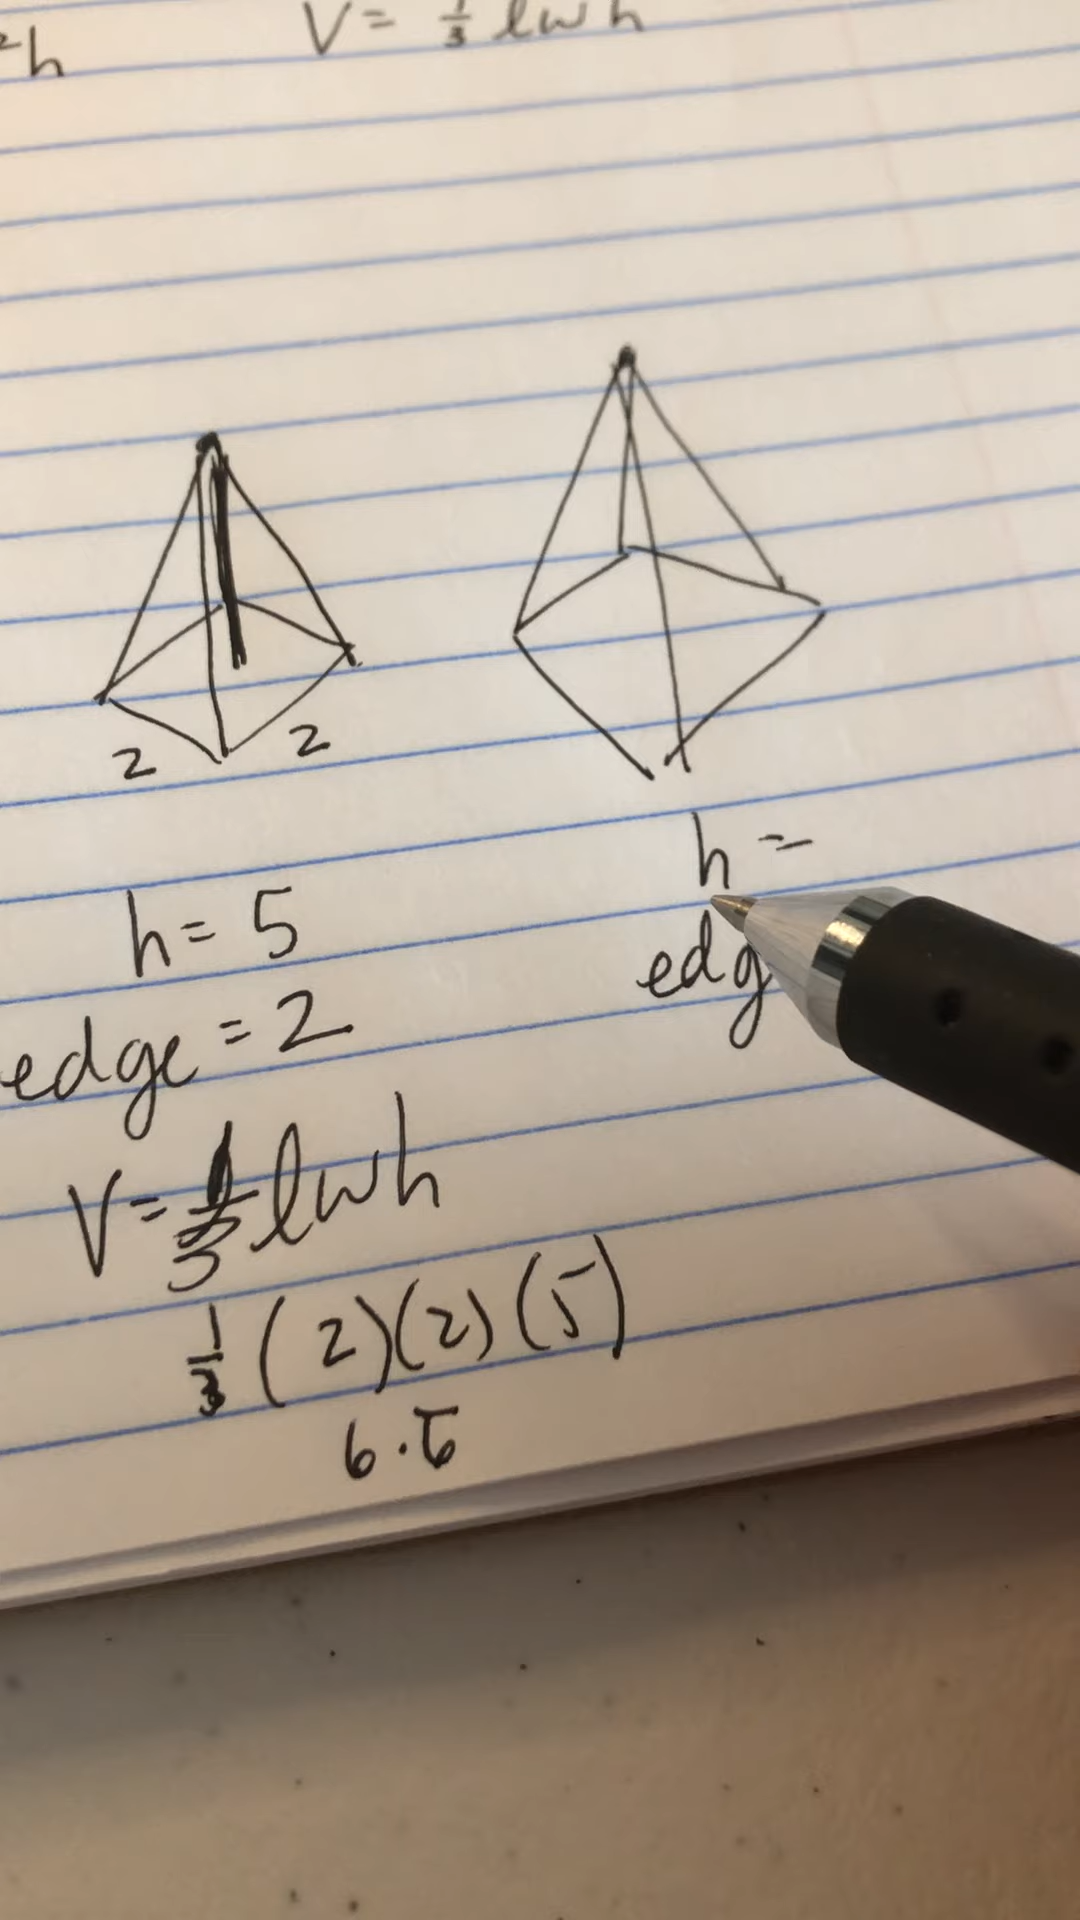 ²h
V = 1/3 lwh
2 2
h = 5
edge = 2
V = 1/3 lwh
1/3 (2)(2)(5)
6.6̅
h =
edg